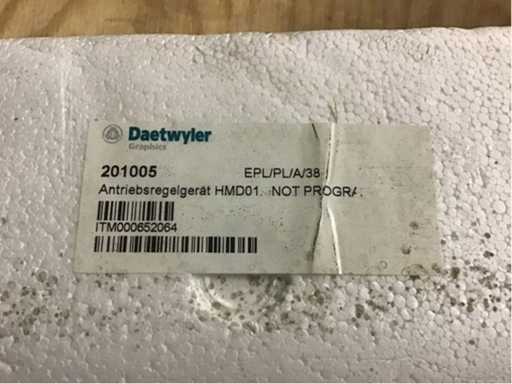 Daetwyler
Graphics
201005 EPL/PL/A/38
Antriebsregelgerät HMD01. NOT PROGRA
ITM000652064